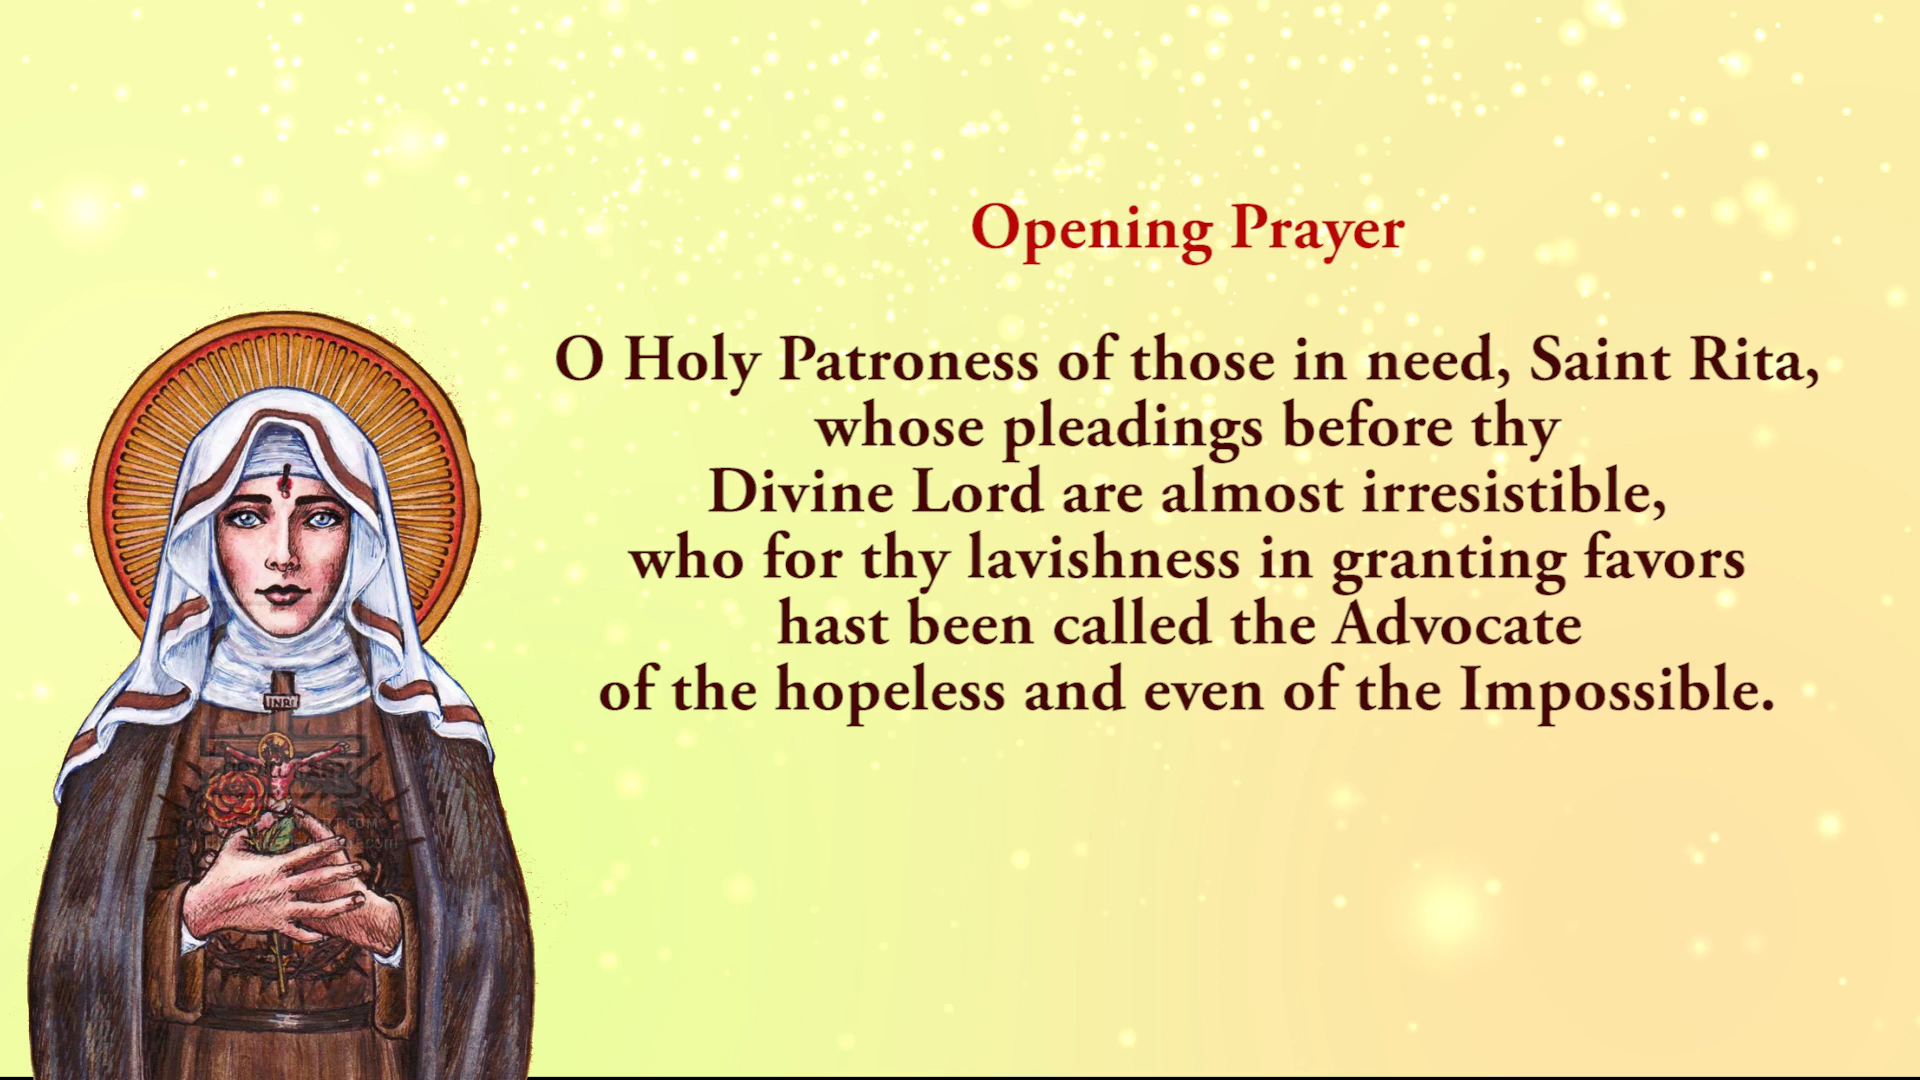 Opening Prayer
O Holy Patroness of those in need, Saint Rita,
whose pleadings before thy
Divine Lord are almost irresistible,
who for thy lavishness in granting favors
hast been called the Advocate
of the hopeless and even of the Impossible.
INRI